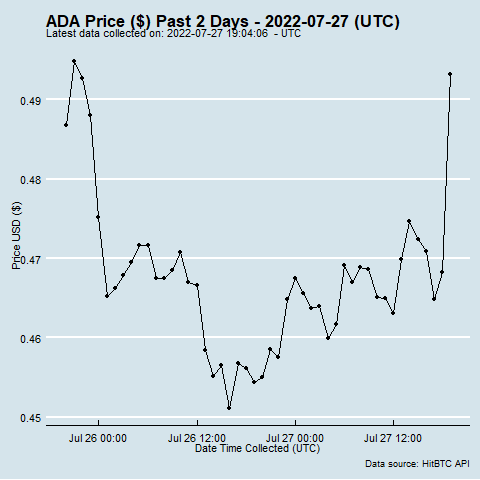 ADA Price ($) Past 2 Days - 2022-07-27 (UTC)
Latest data collected on: 2022-07-27 19:04:06 - UTC
0.49
0.48
0.47
0.46
0.45
Price USD ($)
Jul 26 00:00 Jul 26 12:00 Jul 27 00:00 Jul 27 12:00
Date Time Collected (UTC)
Data source: HitBTC API